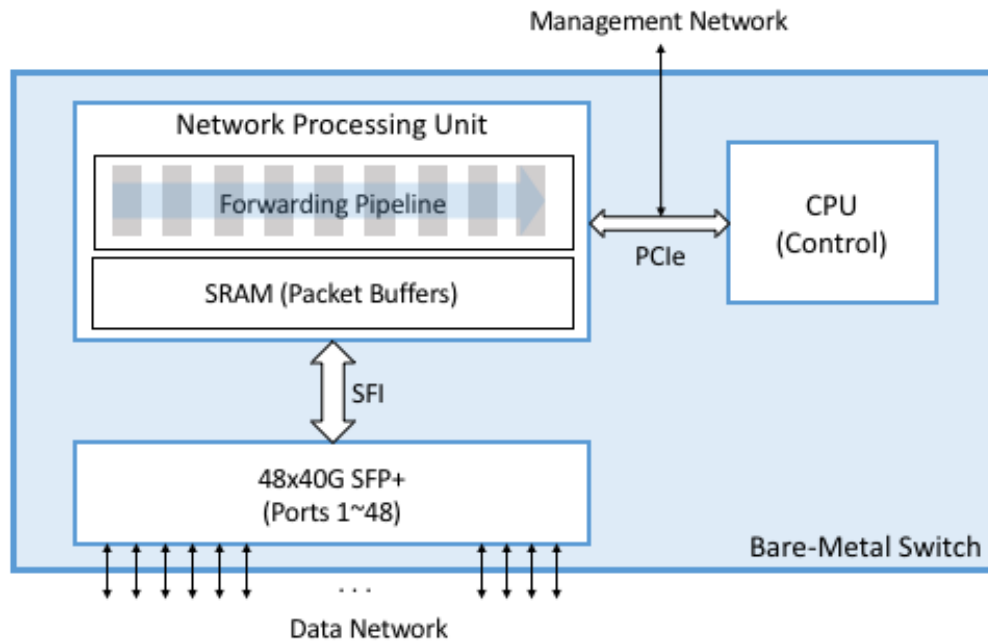 Management Network
Network Processing Unit
Forwarding Pipeline
SRAM (Packet Buffers)
PCIe
CPU
(Control)
SFI
48x40G SFP+
(Ports 1~48)
Bare-Metal Switch
. . .
Data Network